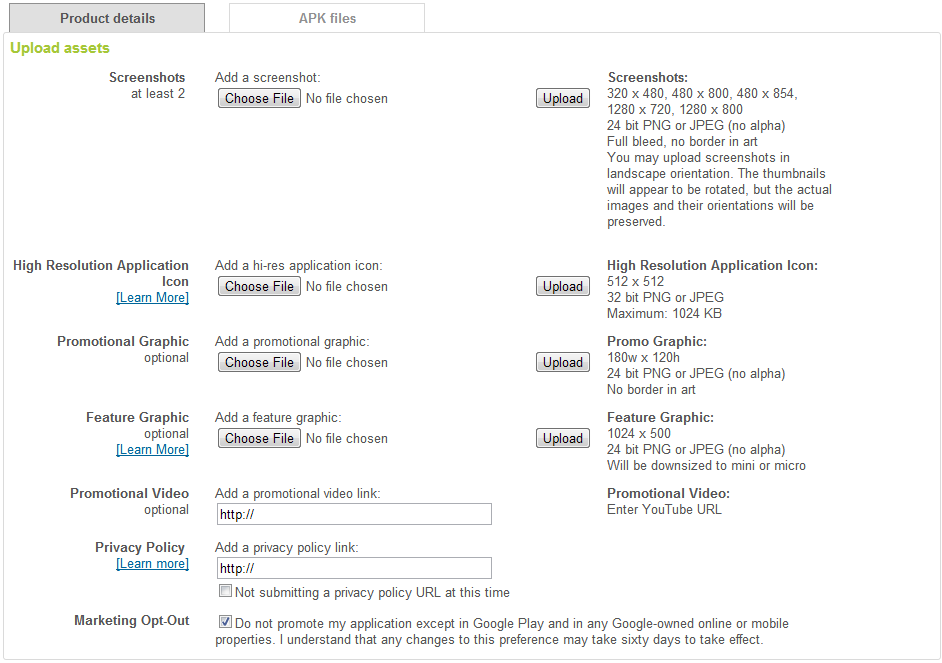 Product details
APK files
Upload assets
Screenshots
at least 2
Add a screenshot:
Choose File No file chosen
Upload
Screenshots:
320 x 480, 480 x 800, 480 x 854,
1280 x 720, 1280 x 800
24 bit PNG or JPEG (no alpha)
Full bleed, no border in art
You may upload screenshots in
landscape orientation. The thumbnails
will appear to be rotated, but the actual
images and their orientations will be
preserved.
High Resolution Application
Icon
[Learn More]
Add a hi-res application icon:
Choose File No file chosen
Upload
High Resolution Application Icon:
512 x 512
32 bit PNG or JPEG
Maximum: 1024 KB
Promotional Graphic
optional
Add a promotional graphic:
Choose File No file chosen
Upload
Promo Graphic:
180w x 120h
24 bit PNG or JPEG (no alpha)
No border in art
Feature Graphic
optional
[Learn More]
Add a feature graphic:
Choose File No file chosen
Upload
Feature Graphic:
1024 x 500
24 bit PNG or JPEG (no alpha)
Will be downsized to mini or micro
Promotional Video
optional
Add a promotional video link:
http://
Promotional Video:
Enter YouTube URL
Privacy Policy
[Learn more]
Add a privacy policy link:
http://
Not submitting a privacy policy URL at this time
Marketing Opt-Out
Do not promote my application except in Google Play and in any Google-owned online or mobile
properties. I understand that any changes to this preference may take sixty days to take effect.